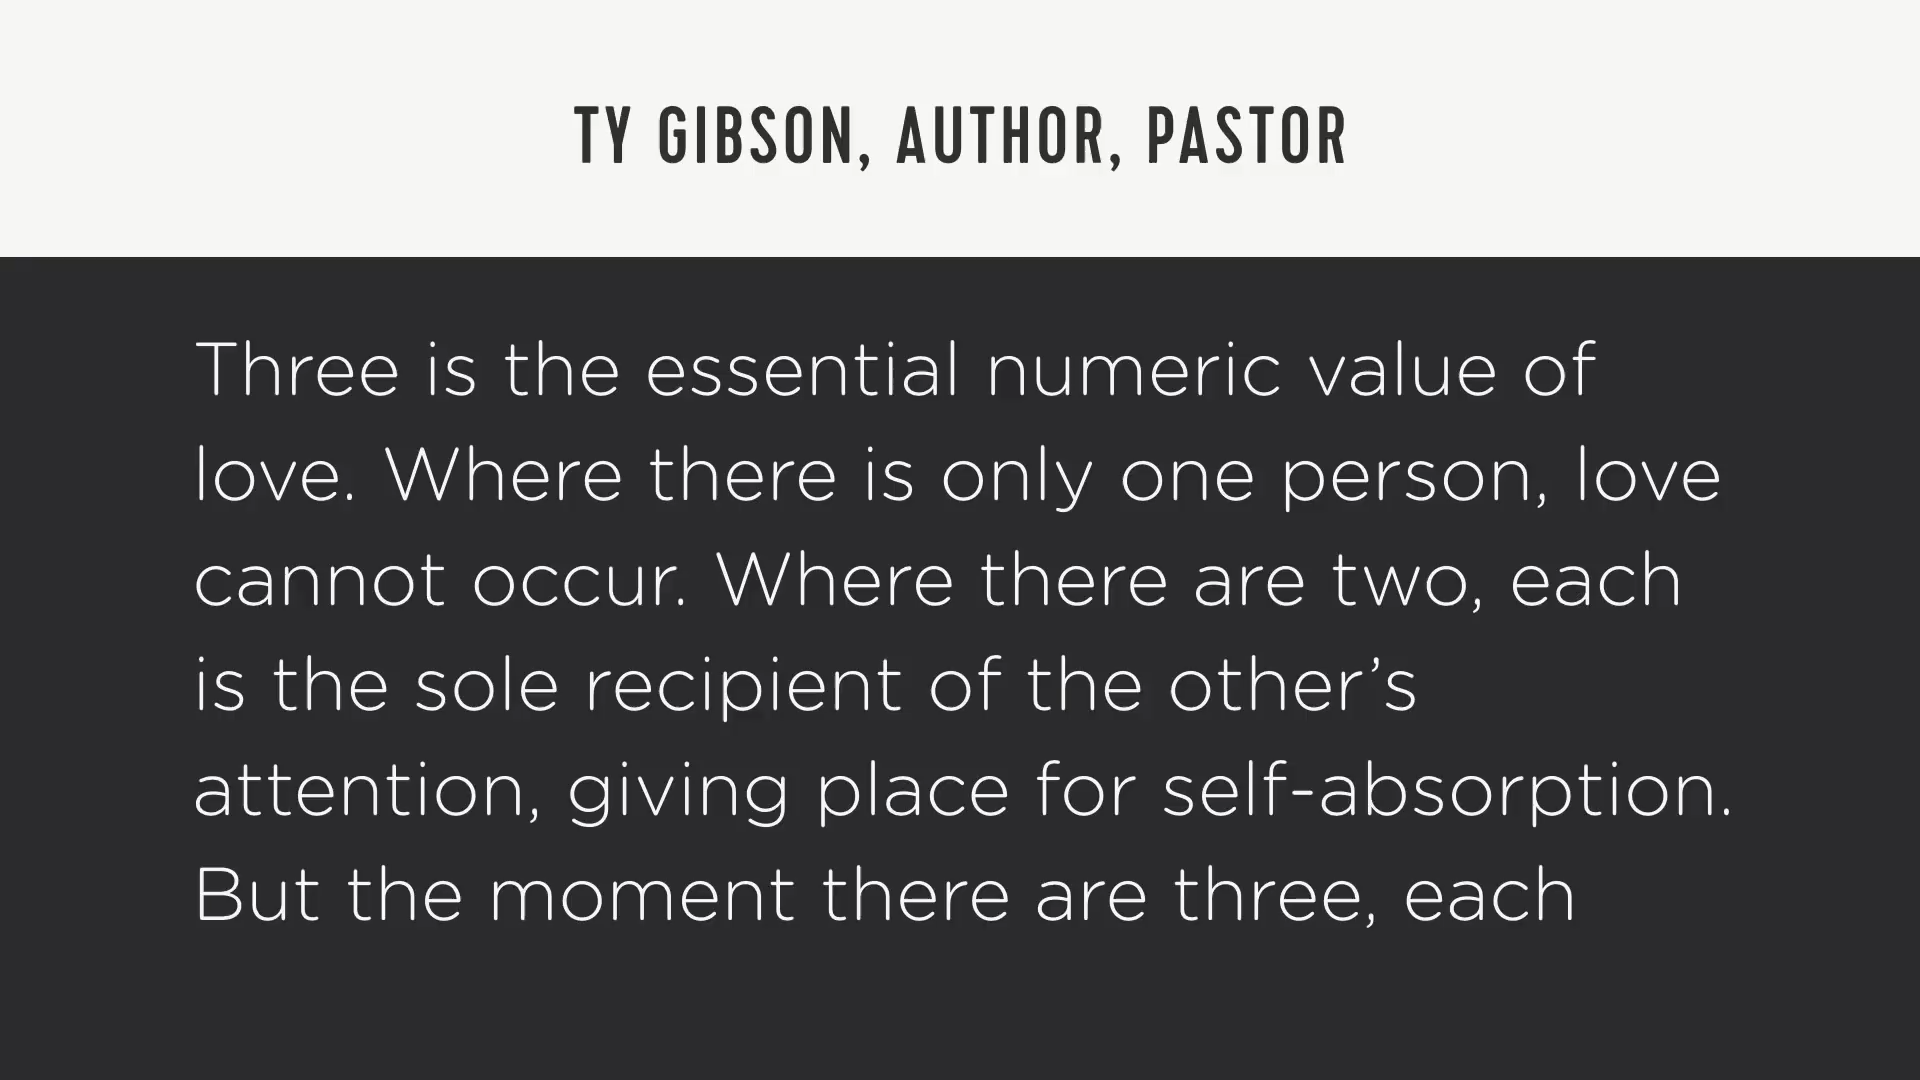 TY GIBSON, AUTHOR, PASTOR
Three is the essential numeric value of
love. Where there is only one person, love
cannot occur. Where there are two, each
is the sole recipient of the other’s
attention, giving place for self-absorption.
But the moment there are three, each